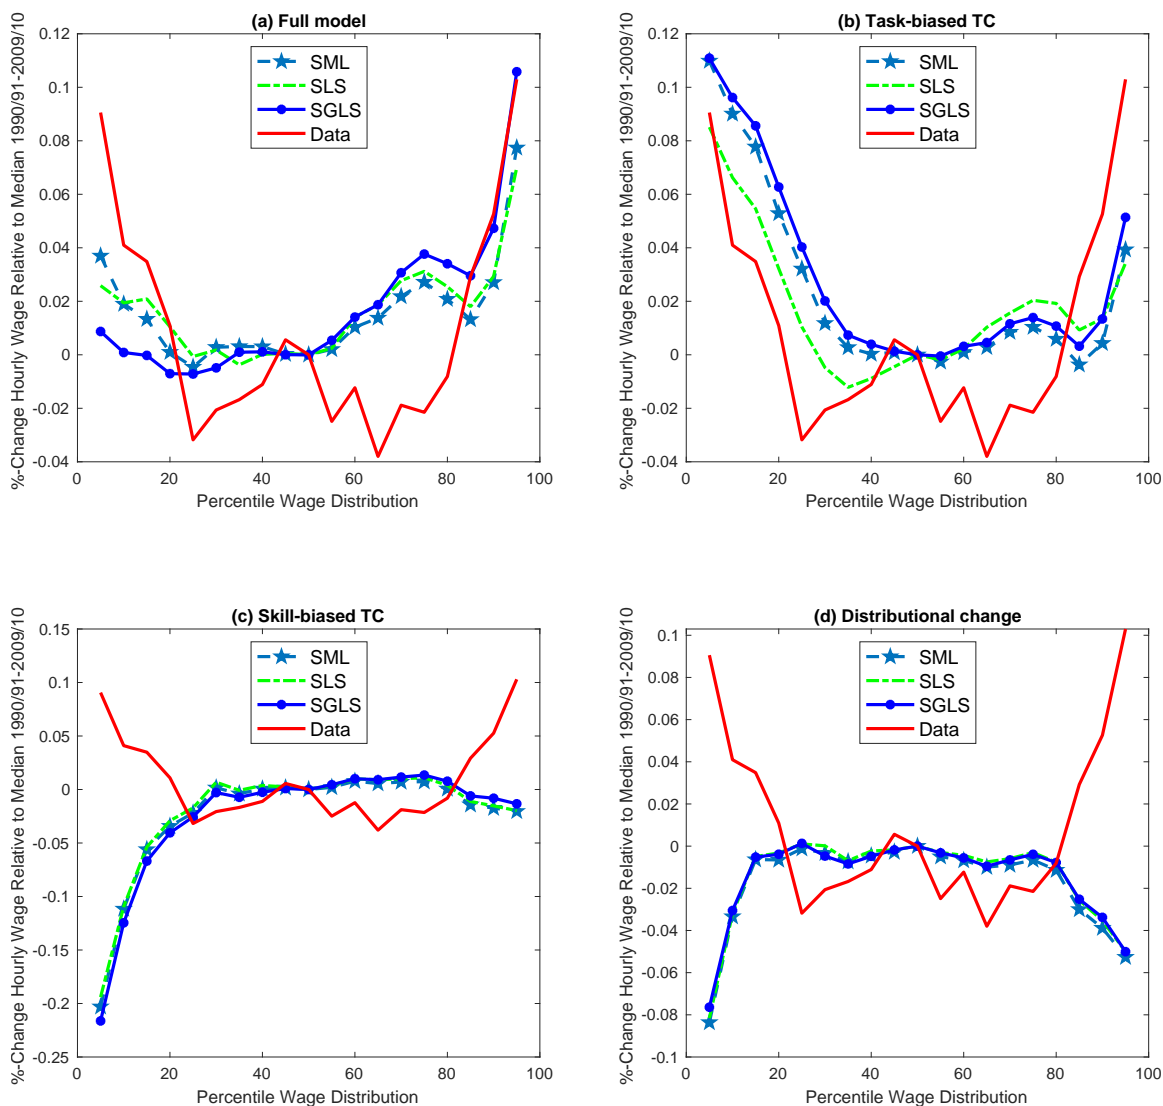 (a) Full model
%-Change Hourly Wage Relative to Median 1990/91-2009/10
0.12
0.1
0.08
0.06
0.04
0.02
0
-0.02
-0.04
SML
SLS
SGLS
Data
0 20 40 60 80 100
Percentile Wage Distribution
(b) Task-biased TC
%-Change Hourly Wage Relative to Median 1990/91-2009/10
0.12
0.1
0.08
0.06
0.04
0.02
0
-0.02
-0.04
SML
SLS
SGLS
Data
0 20 40 60 80 100
Percentile Wage Distribution
(c) Skill-biased TC
%-Change Hourly Wage Relative to Median 1990/91-2009/10
0.15
0.1
0.05
0
-0.05
-0.1
-0.15
-0.2
-0.25
SML
SLS
SGLS
Data
0 20 40 60 80 100
Percentile Wage Distribution
(d) Distributional change
%-Change Hourly Wage Relative to Median 1990/91-2009/10
0.1
0.08
0.06
0.04
0.02
0
-0.02
-0.04
-0.06
-0.08
-0.1
SML
SLS
SGLS
Data
0 20 40 60 80 100
Percentile Wage Distribution